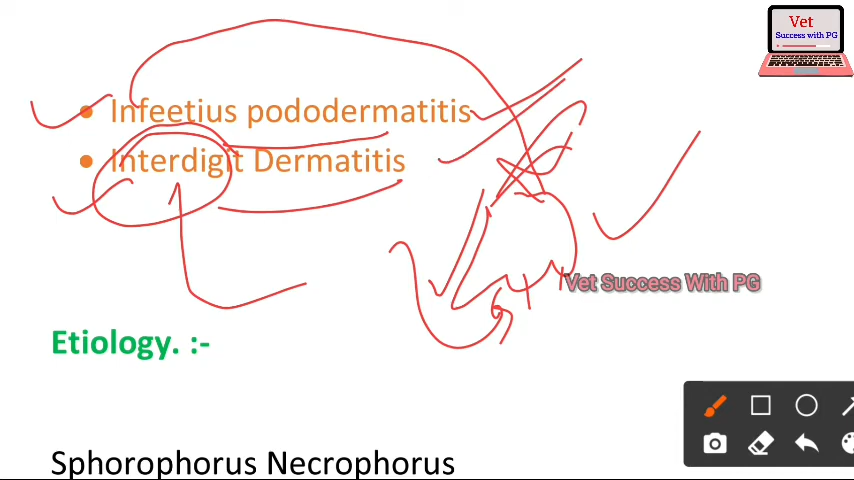 Vet
Success with PG
Infeetius pododermatitis
Interdigit Dermatitis
Vet Success With PG
Etiology. :-
Sphorophorus Necrophorus